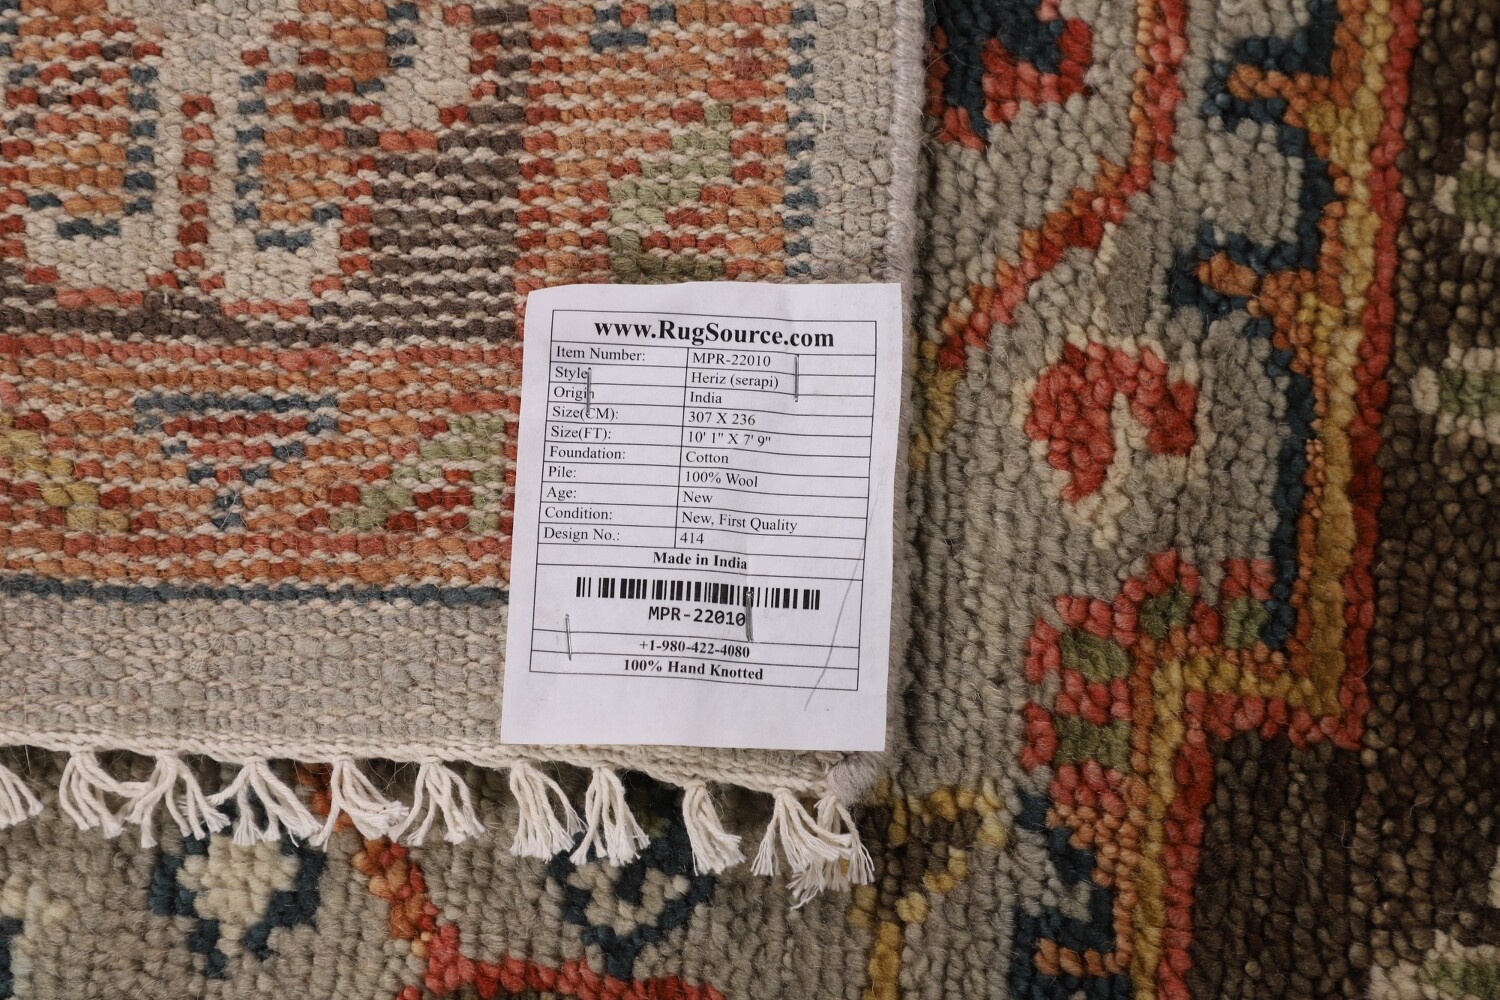 www.RugSource.com
Item Number: MPR-22010
Style Heriz (serapi)
Origin India
Size(CM): 307 X 236
Size(FT): 10' 1" X 7' 9"
Foundation: Cotton
Pile: 100% Wool
Age: New
Condition: New, First Quality
Design No.: 414
Made in India
MPR-22010
+1-980-422-4080
100% Hand Knotted